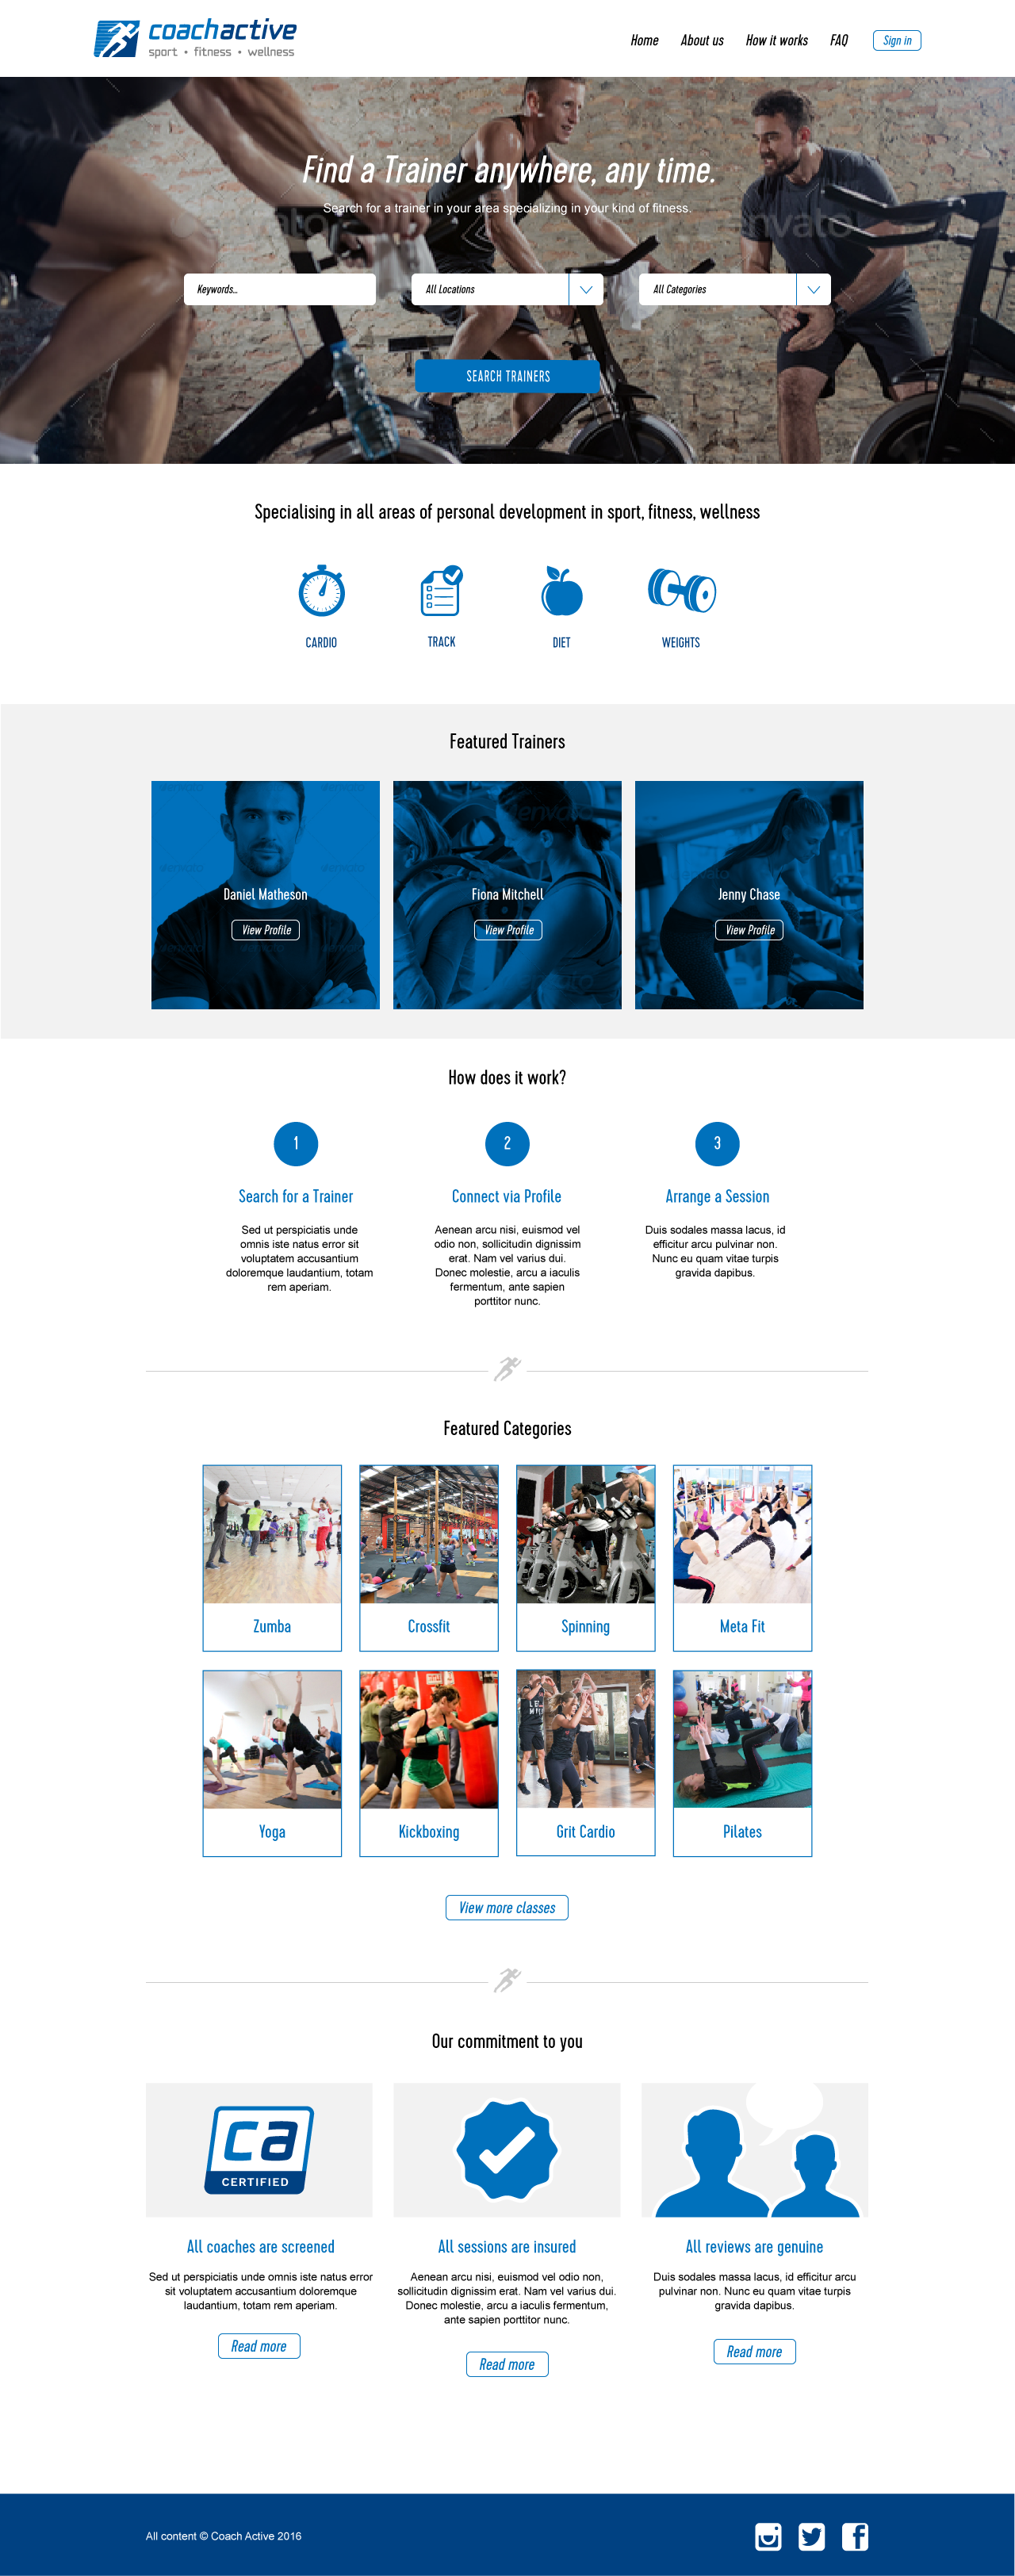 coachactive
sport • fitness • wellness
Home
About us
How it works
FAQ
Sign in
Find a Trainer anywhere, any time.
Search for a trainer in your area specializing in your kind of fitness.
envato
Keywords...
All Locations
All Categories
SEARCH TRAINERS
Specialising in all areas of personal development in sport, fitness, wellness
CARDIO
TRACK
DIET
WEIGHTS
Featured Trainers
envato
Daniel Matheson
View Profile
Fiona Mitchell
View Profile
Jenny Chase
View Profile
How does it work?
1
Search for a Trainer
Sed ut perspiciatis unde
omnis iste natus error sit
voluptatem accusantium
doloremque laudantium, totam
rem aperiam.
2
Connect via Profile
Aenean arcu nisi, euismod vel
odio non, sollicitudin dignissim
erat. Nam vel varius dui.
Donec molestie, arcu a iaculis
fermentum, ante sapien
porttitor nunc.
3
Arrange a Session
Duis sodales massa lacus, id
efficitur arcu pulvinar non.
Nunc eu quam vitae turpis
gravida dapibus.
Featured Categories
Zumba
Crossfit
Spinning
Meta Fit
Yoga
Kickboxing
Grit Cardio
Pilates
View more classes
Our commitment to you
ca
CERTIFIED
All coaches are screened
Sed ut perspiciatis unde omnis iste natus error
sit voluptatem accusantium doloremque
laudantium, totam rem aperiam.
Read more
All sessions are insured
Aenean arcu nisi, euismod vel odio non,
sollicitudin dignissim erat. Nam vel varius dui.
Donec molestie, arcu a iaculis fermentum,
ante sapien porttitor nunc.
Read more
All reviews are genuine
Duis sodales massa lacus, id efficitur arcu
pulvinar non. Nunc eu quam vitae turpis
gravida dapibus.
Read more
All content © Coach Active 2016